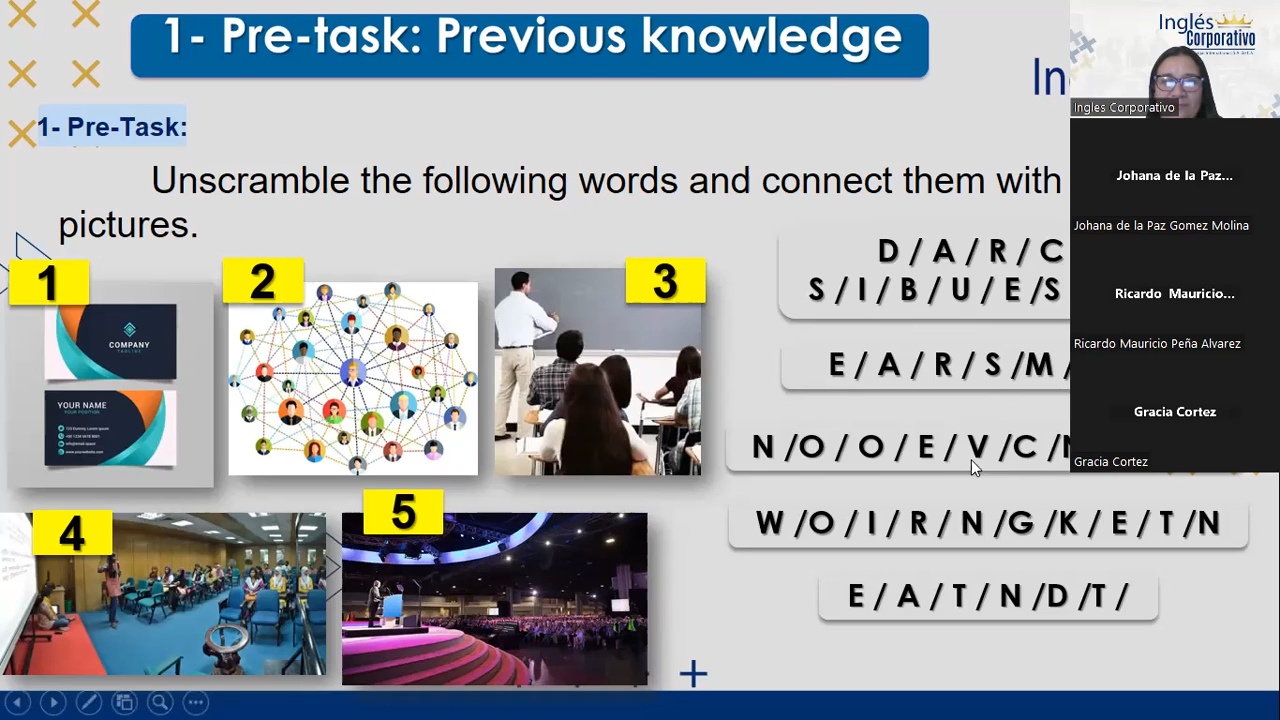 1- Pre-task: Previous knowledge
Inglés
Corporativo
In
Ingles Corporativo
1- Pre-Task:
Unscramble the following words and connect them with
pictures.
Johana de la Paz...
Johana de la Paz Gomez Molina
Ricardo Mauricio...
Ricardo Mauricio Peña Alvarez
Gracia Cortez
Gracia Cortez
D / A / R / C
S / I / B / U / E /S
E / A / R / S /M /
N /O / O / E / V /C /
W /O / I / R / N /G /K / E / T /N
E / A / T / N /D /T /
1
2
3
COMPANY
YOUR NAME
YOUR POSITION
4
5